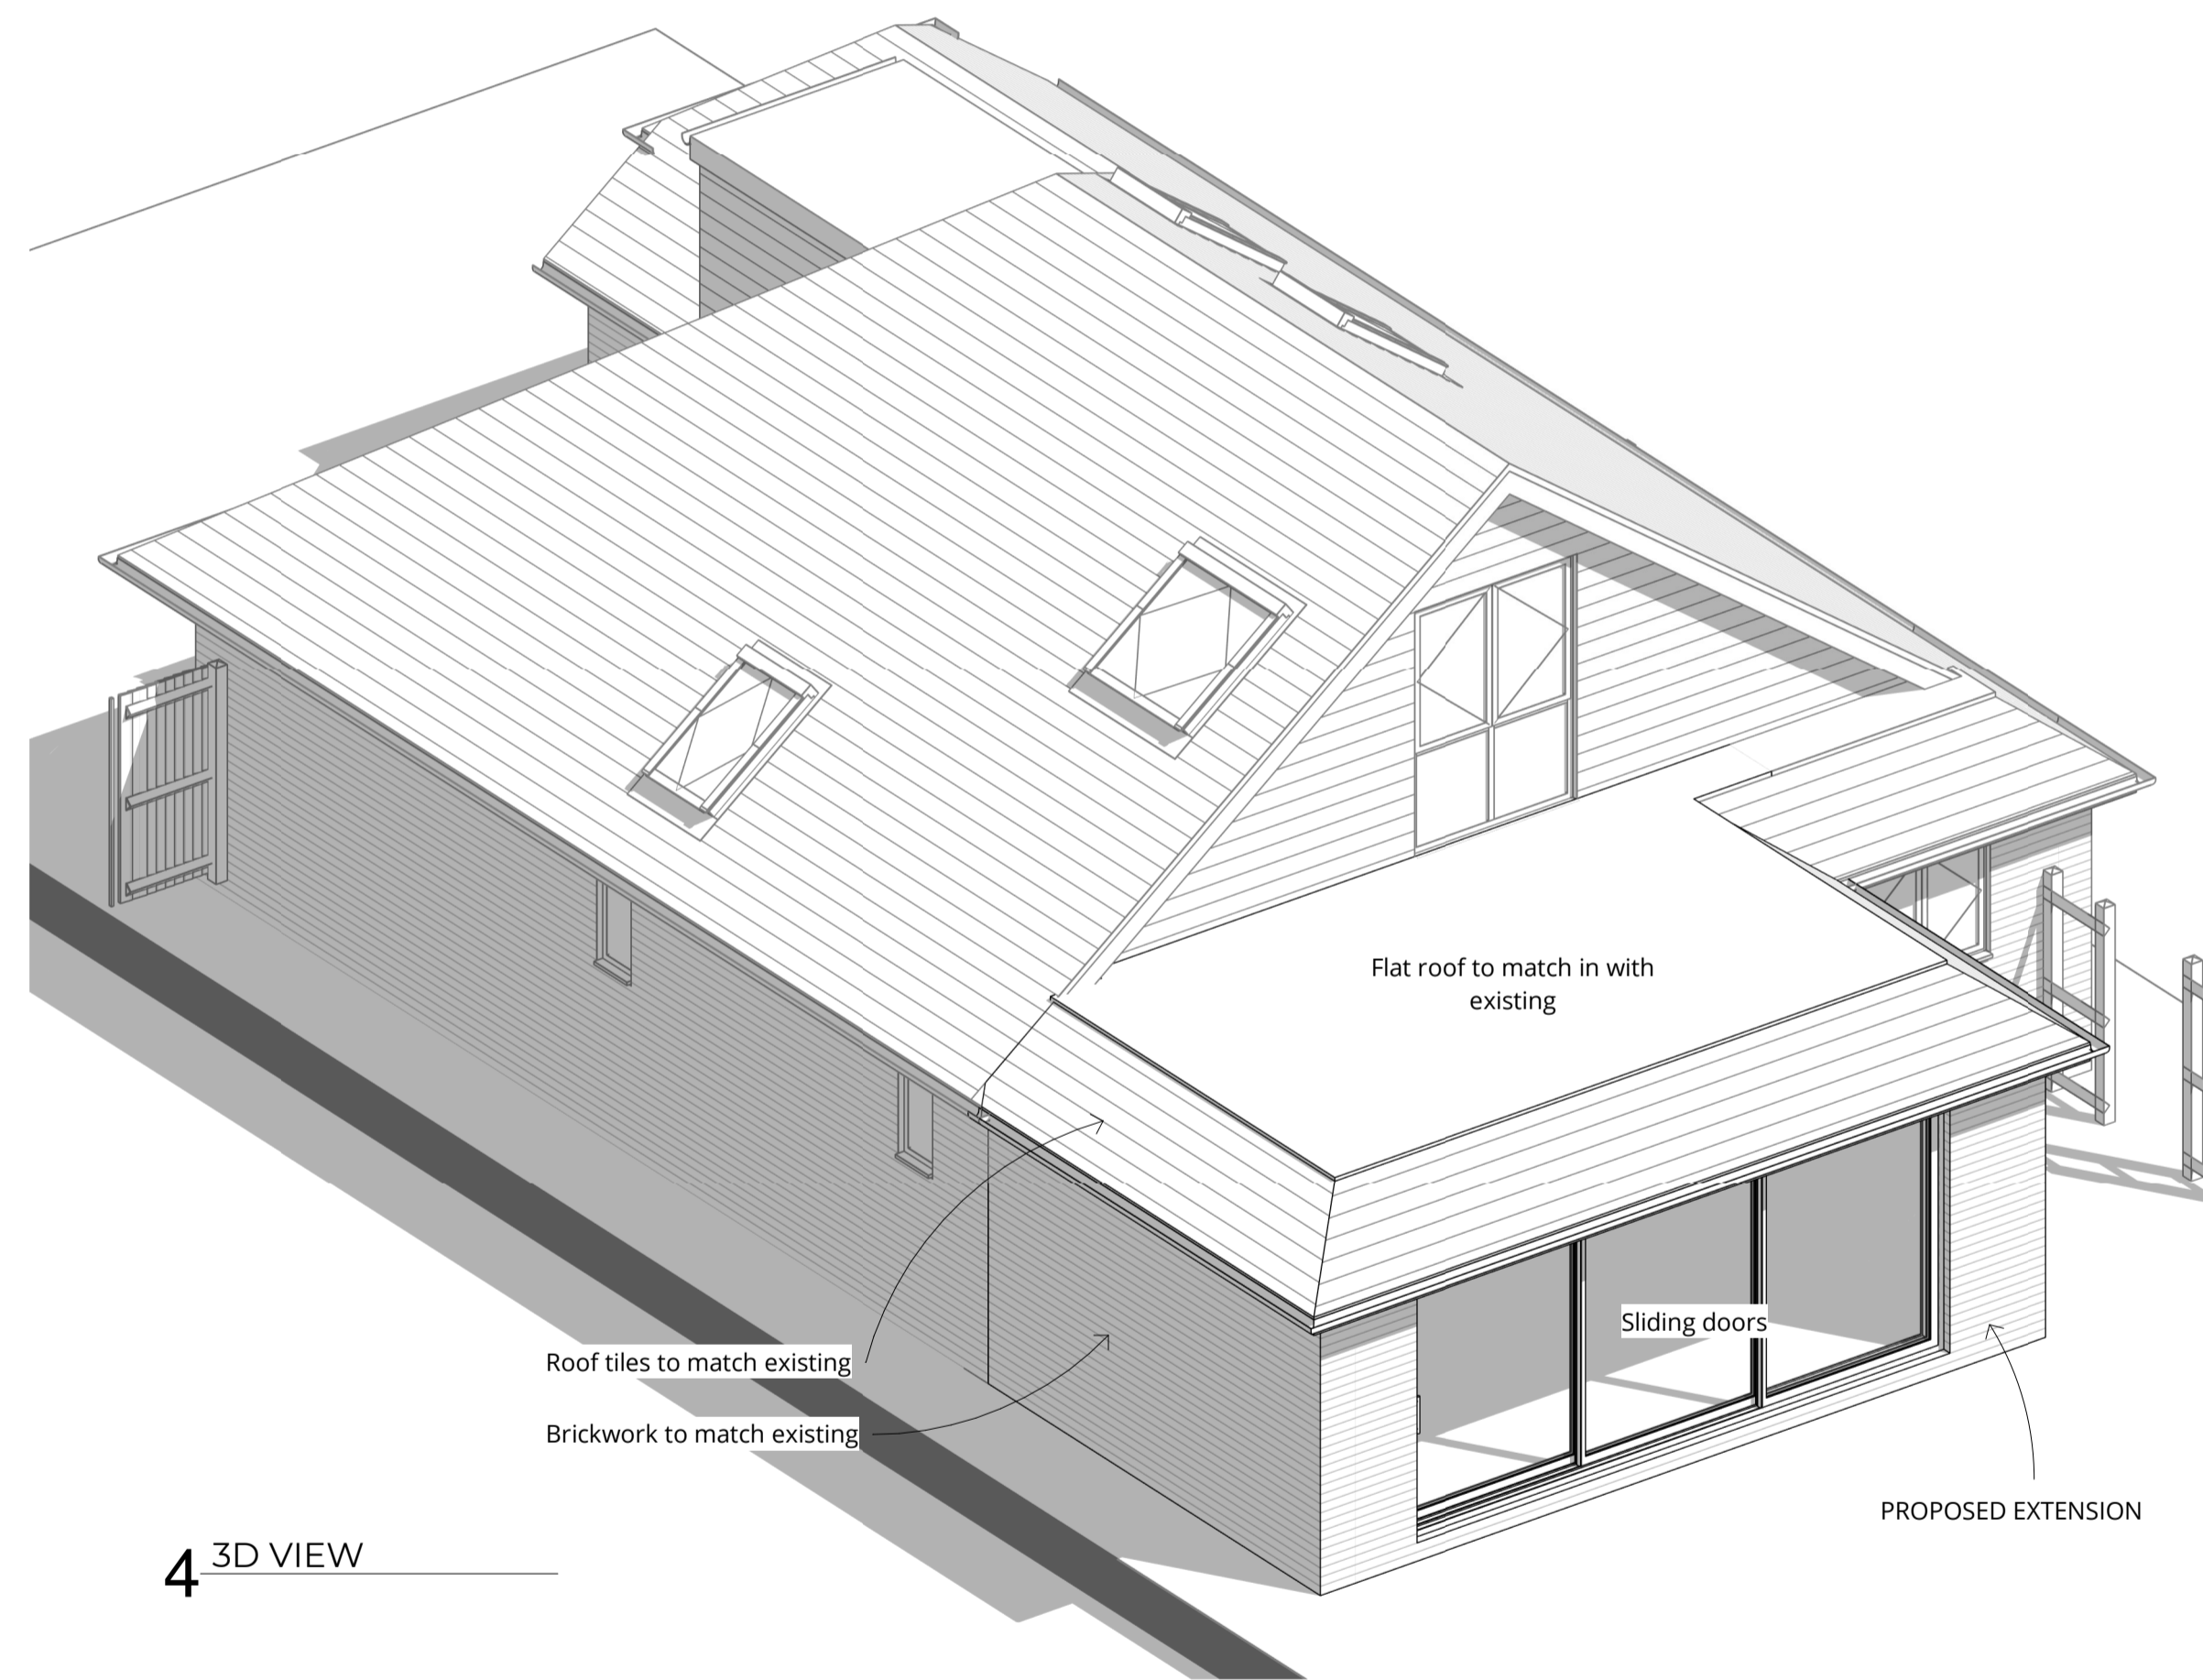 Flat roof to match in with
existing
Sliding doors
Roof tiles to match existing
Brickwork to match existing
PROPOSED EXTENSION
4 3D VIEW